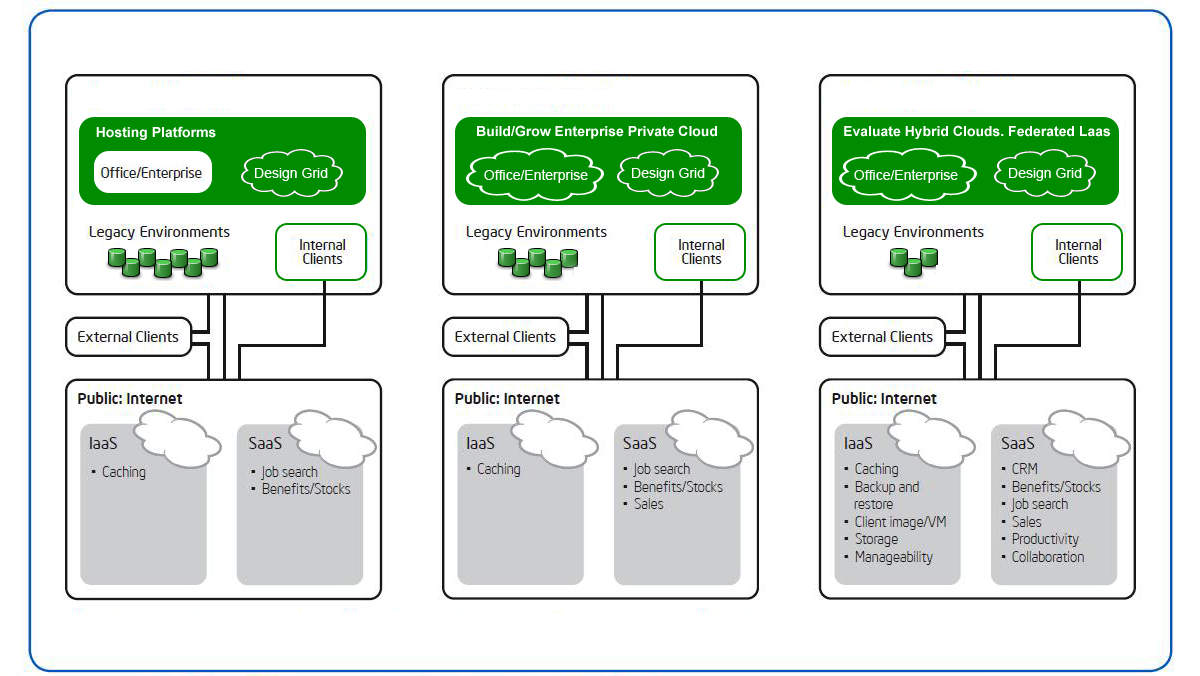 Hosting Platforms
Office/Enterprise
Design Grid
Legacy Environments
Internal
Clients
External Clients
Public: Internet
IaaS
▪ Caching
SaaS
▪ Job search
▪ Benefits/Stocks
Build/Grow Enterprise Private Cloud
Office/Enterprise
Design Grid
Legacy Environments
Internal
Clients
External Clients
Public: Internet
IaaS
▪ Caching
SaaS
▪ Job search
▪ Benefits/Stocks
▪ Sales
Evaluate Hybrid Clouds. Federated Laas
Office/Enterprise
Design Grid
Legacy Environments
Internal
Clients
External Clients
Public: Internet
IaaS
▪ Caching
▪ Backup and
restore
▪ Client image/VM
▪ Storage
▪ Manageability
SaaS
▪ CRM
▪ Benefits/Stocks
▪ Job search
▪ Sales
▪ Productivity
▪ Collaboration